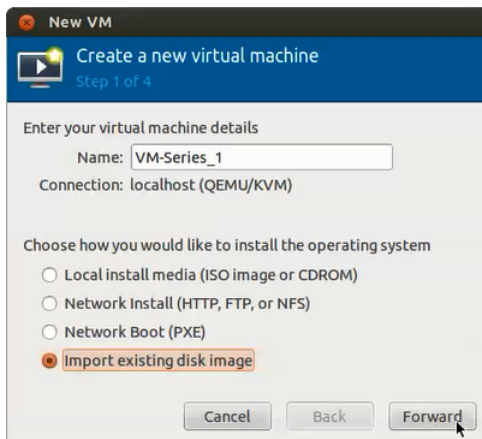 New VM
Create a new virtual machine
Step 1 of 4
Enter your virtual machine details
Name: VM-Series_1
Connection: localhost (QEMU/KVM)
Choose how you would like to install the operating system
Local install media (ISO image or CDROM)
Network Install (HTTP, FTP, or NFS)
Network Boot (PXE)
Import existing disk image
Cancel Back Forward